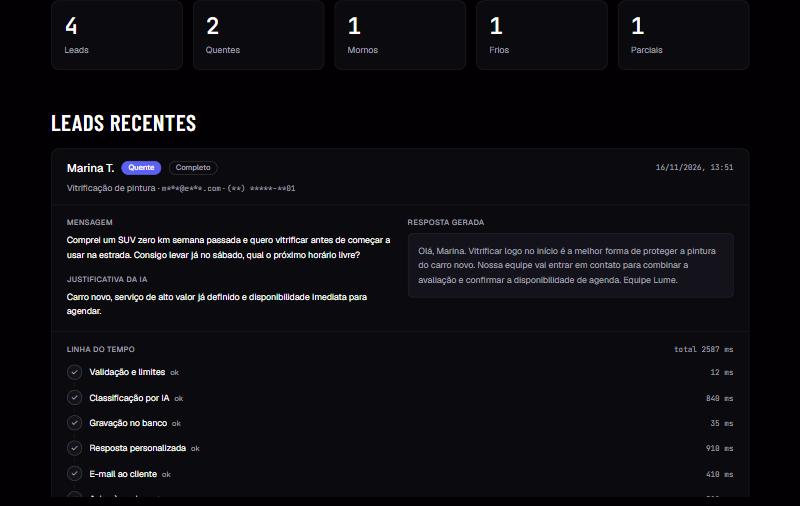 4
Leads
2
Quentes
1
Mornos
1
Frios
1
Parciais
LEADS RECENTES
Marina T. Quente Completo
16/11/2026, 13:51
Vitrificação de pintura · m***@e***.com · (**) *****-**01
MENSAGEM
Comprei um SUV zero km semana passada e quero vitrificar antes de começar a
usar na estrada. Consigo levar já no sábado, qual o próximo horário livre?
JUSTIFICATIVA DA IA
Carro novo, serviço de alto valor já definido e disponibilidade imediata para
agendar.
RESPOSTA GERADA
Olá, Marina. Vitrificar logo no início é a melhor forma de proteger a pintura
do carro novo. Nossa equipe vai entrar em contato para combinar a
avaliação e confirmar a disponibilidade de agenda. Equipe Lume.
LINHA DO TEMPO
total 2587 ms
Validação e limites ok 12 ms
Classificação por IA ok 840 ms
Gravação no banco ok 35 ms
Resposta personalizada ok 910 ms
E-mail ao cliente ok 410 ms